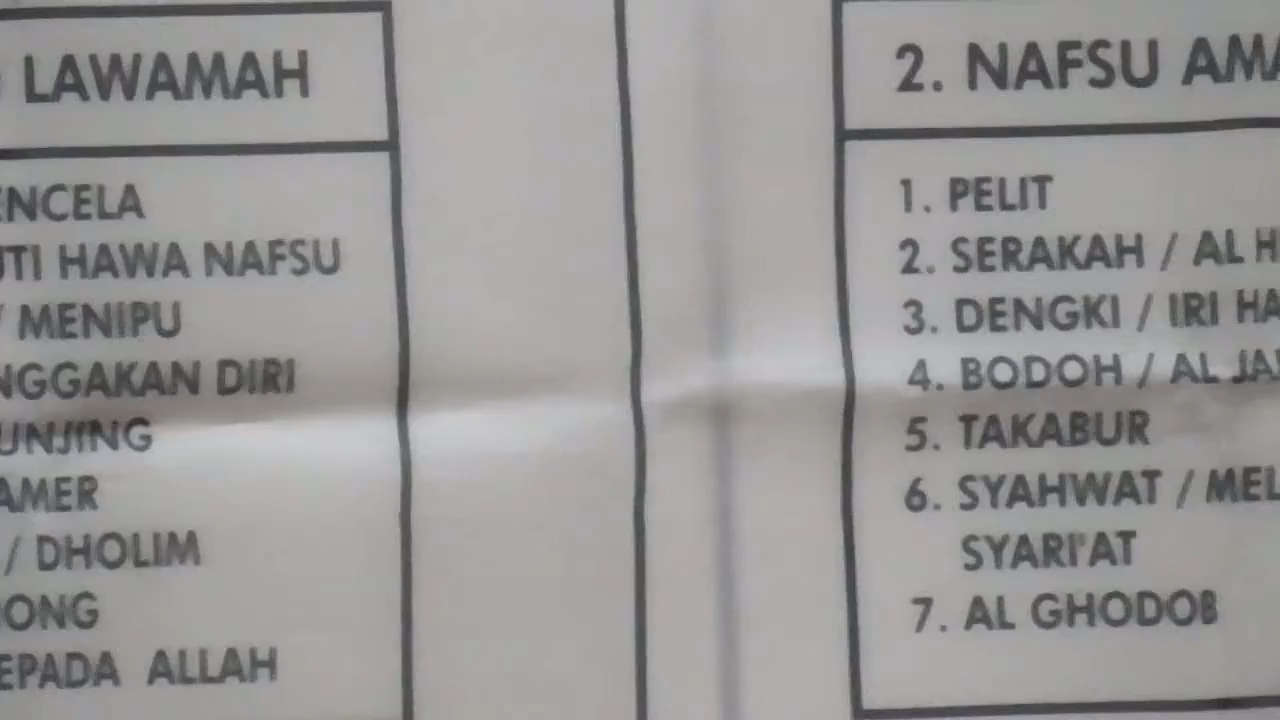 LAWAMAH
ENCELA
UTI HAWA NAFSU
/ MENIPU
NGGAKAN DIRI
UNJING
AMER
/ DHOLIM
ONG
EPADA ALLAH
2. NAFSU AMA
1. PELIT
2. SERAKAH / AL H
3. DENGKI / IRI HA
4. BODOH / AL JA
5. TAKABUR
6. SYAHWAT / MEL
SYARI'AT
7. AL GHODOB